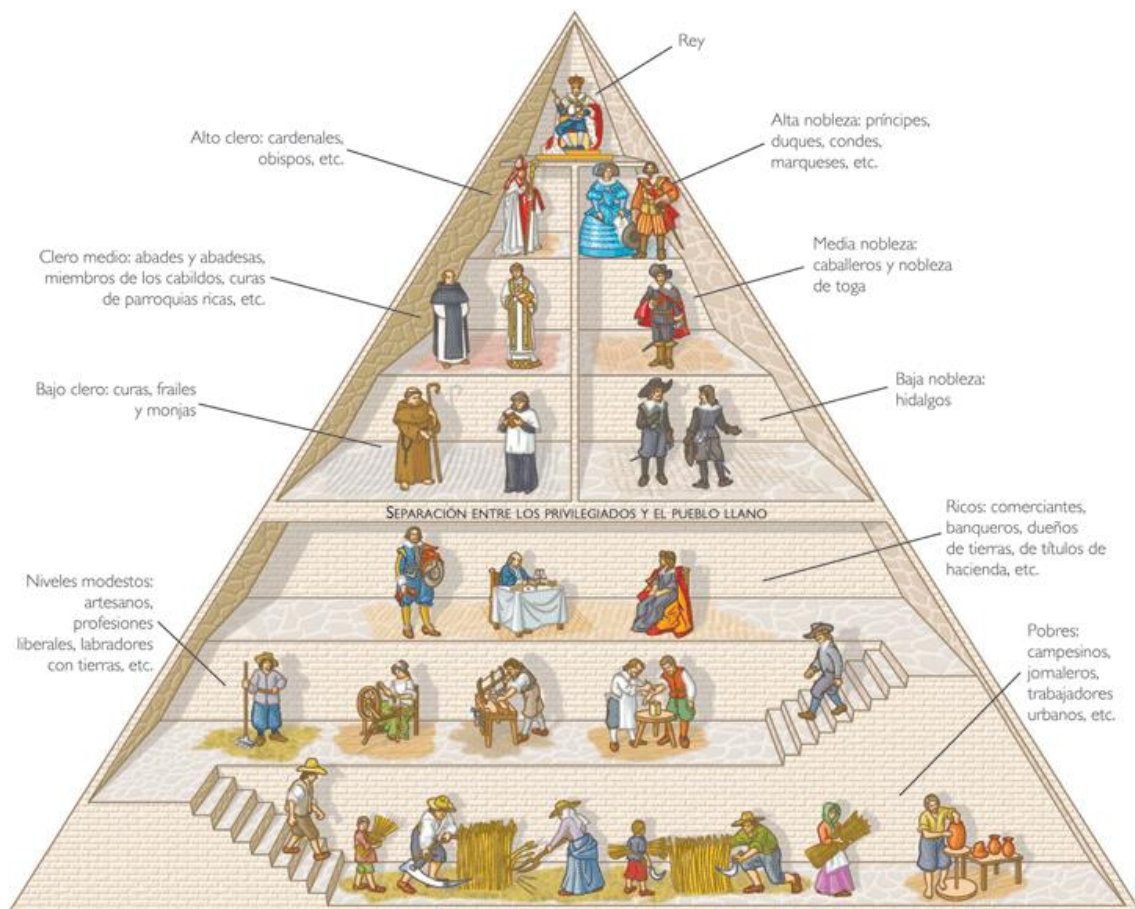 Rey
Alto clero: cardenales,
obispos, etc.
Alta nobleza: príncipes,
duques, condes,
marqueses, etc.
Clero medio: abades y abadesas,
miembros de los cabildos, curas
de parroquias ricas, etc.
Media nobleza:
caballeros y nobleza
de toga
Bajo clero: curas, frailes
y monjas
Baja nobleza:
hidalgos
SEPARACIÓN ENTRE LOS PRIVILEGIADOS Y EL PUEBLO LLANO
Ricos: comerciantes,
banqueros, dueños
de tierras, de títulos de
hacienda, etc.
Niveles modestos:
artesanos,
profesiones
liberales, labradores
con tierras, etc.
Pobres:
campesinos,
jornaleros,
trabajadores
urbanos, etc.